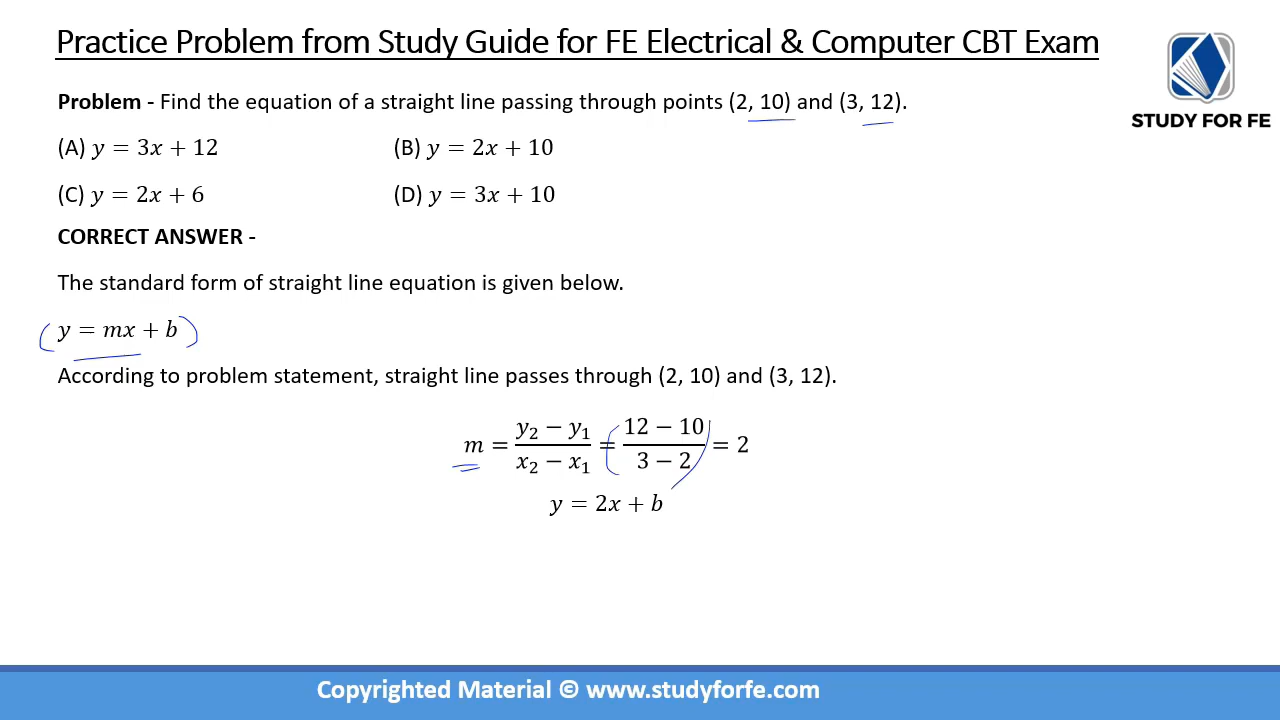 Practice Problem from Study Guide for FE Electrical & Computer CBT Exam
STUDY FOR FE
Problem - Find the equation of a straight line passing through points (2, 10) and (3, 12).
(A) y = 3x + 12 (B) y = 2x + 10
(C) y = 2x + 6 (D) y = 3x + 10
CORRECT ANSWER -
The standard form of straight line equation is given below.
y = mx + b
According to problem statement, straight line passes through (2, 10) and (3, 12).
m = \frac{y₂ − y₁}{x₂ − x₁} = \frac{12 − 10}{3 − 2} = 2
y = 2x + b
Copyrighted Material © www.studyforfe.com